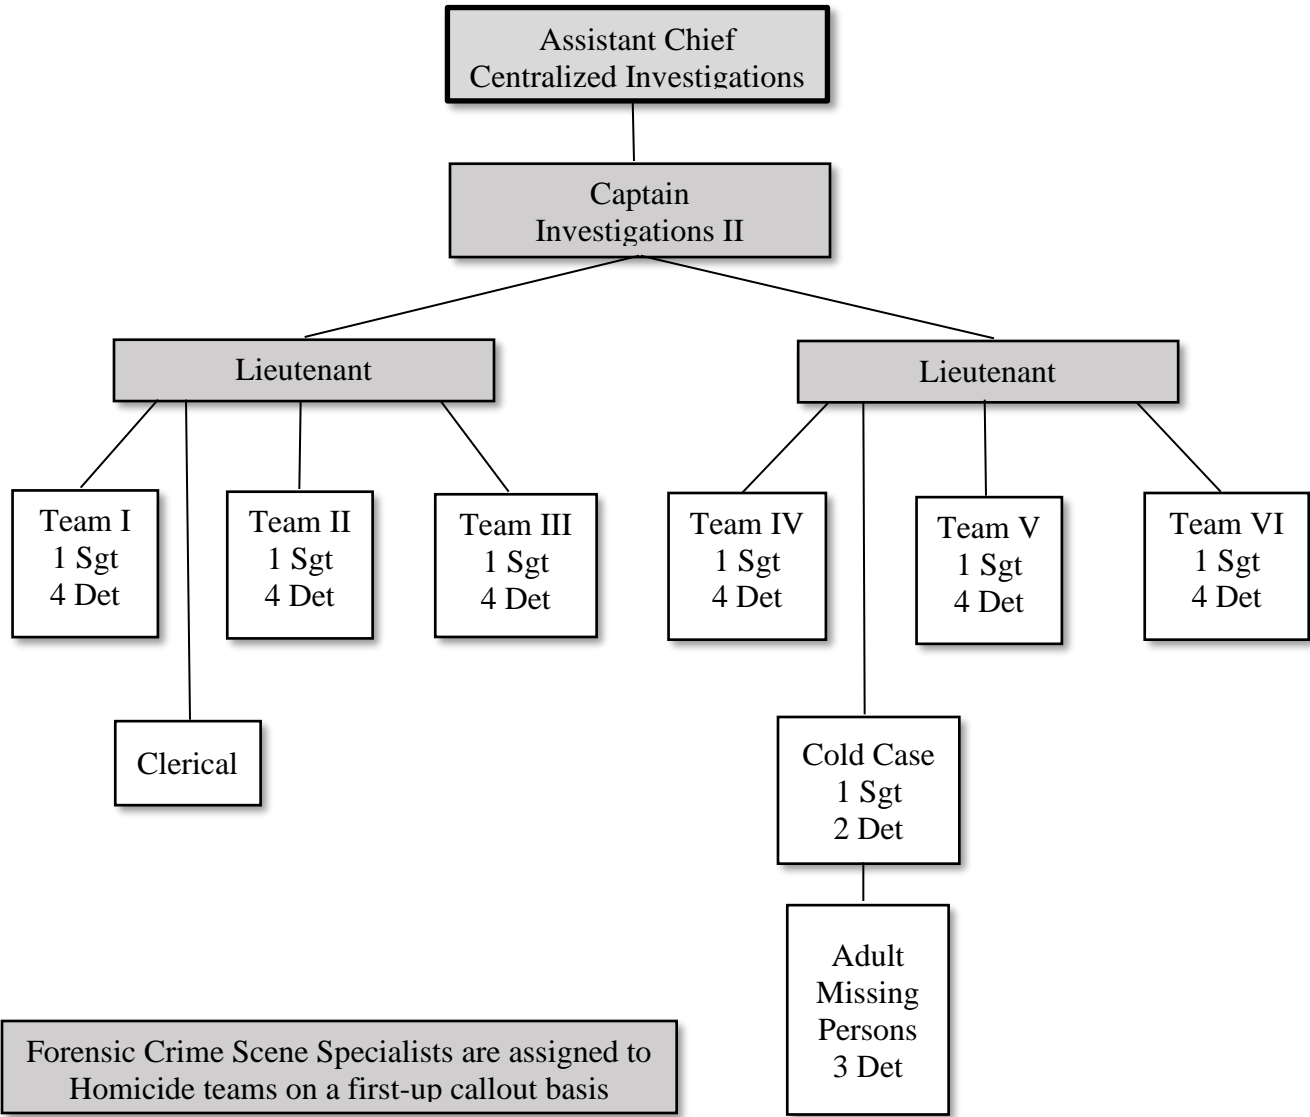 Assistant Chief
Centralized Investigations
Captain
Investigations II
Lieutenant
Lieutenant
Team I
1 Sgt
4 Det
Team II
1 Sgt
4 Det
Team III
1 Sgt
4 Det
Team IV
1 Sgt
4 Det
Team V
1 Sgt
4 Det
Team VI
1 Sgt
4 Det
Clerical
Cold Case
1 Sgt
2 Det
Adult
Missing
Persons
3 Det
Forensic Crime Scene Specialists are assigned to
Homicide teams on a first-up callout basis